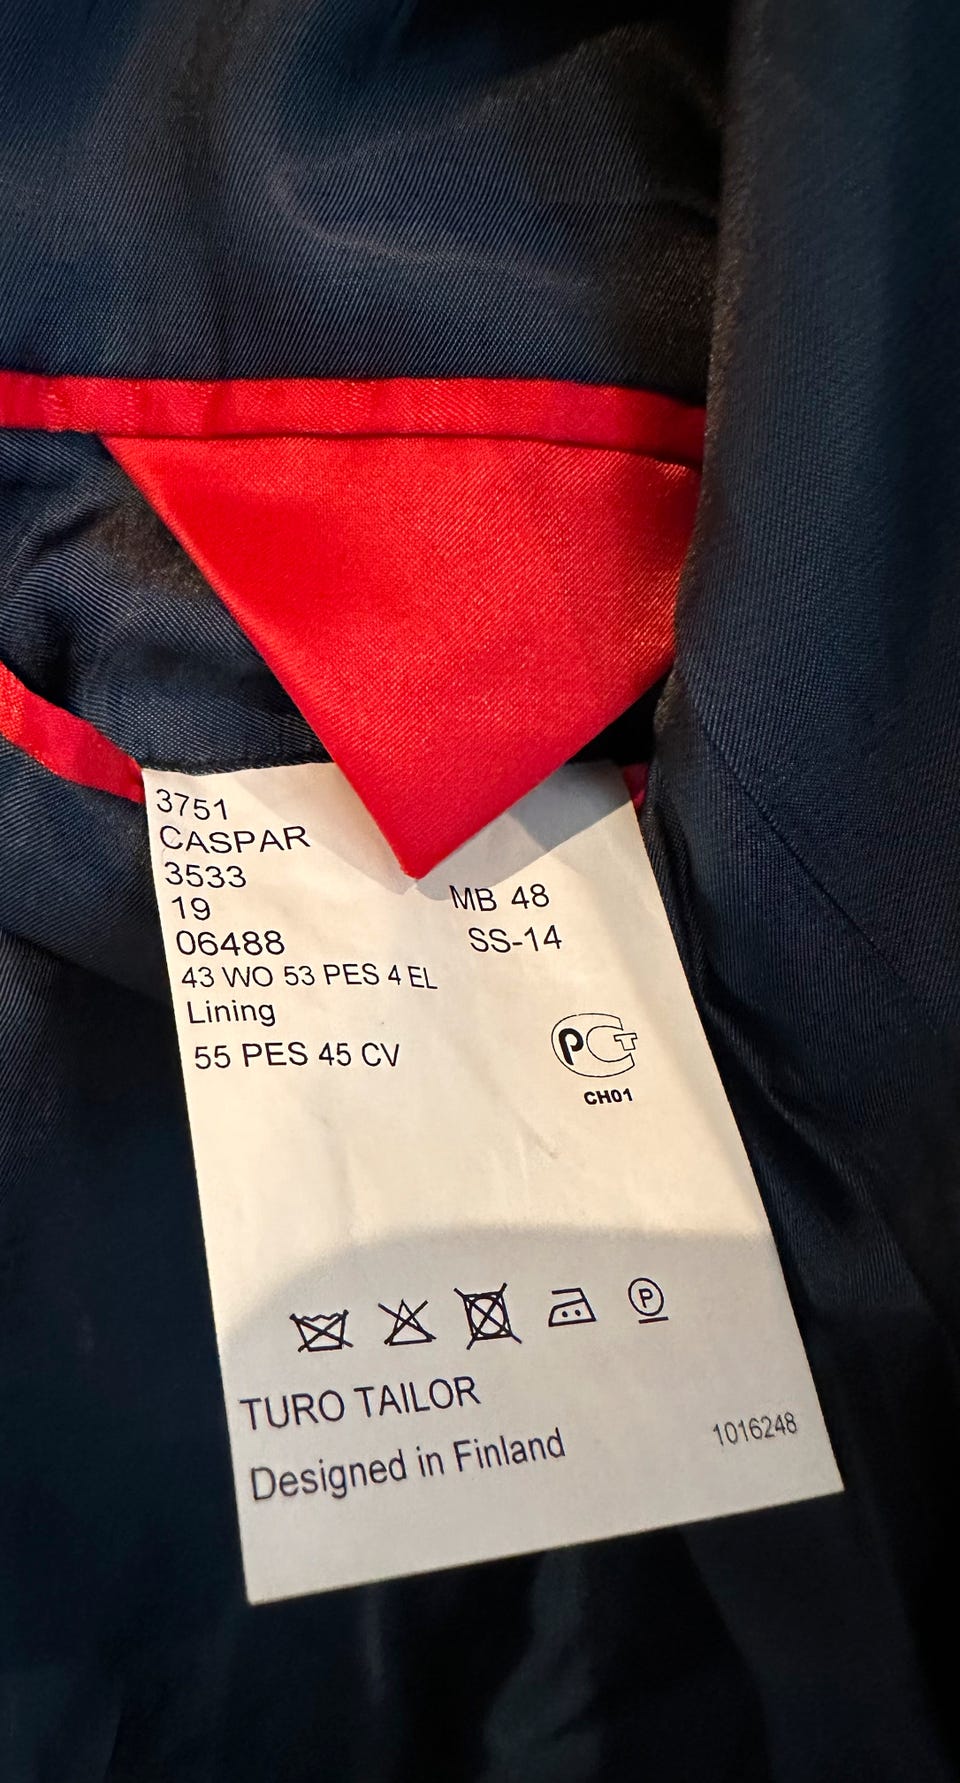 3751
CASPAR
3533
19 MB 48
06488 SS-14
43 WO 53 PES 4 EL
Lining
55 PES 45 CV
РСТ
CH01
P
TURO TAILOR
Designed in Finland
1016248